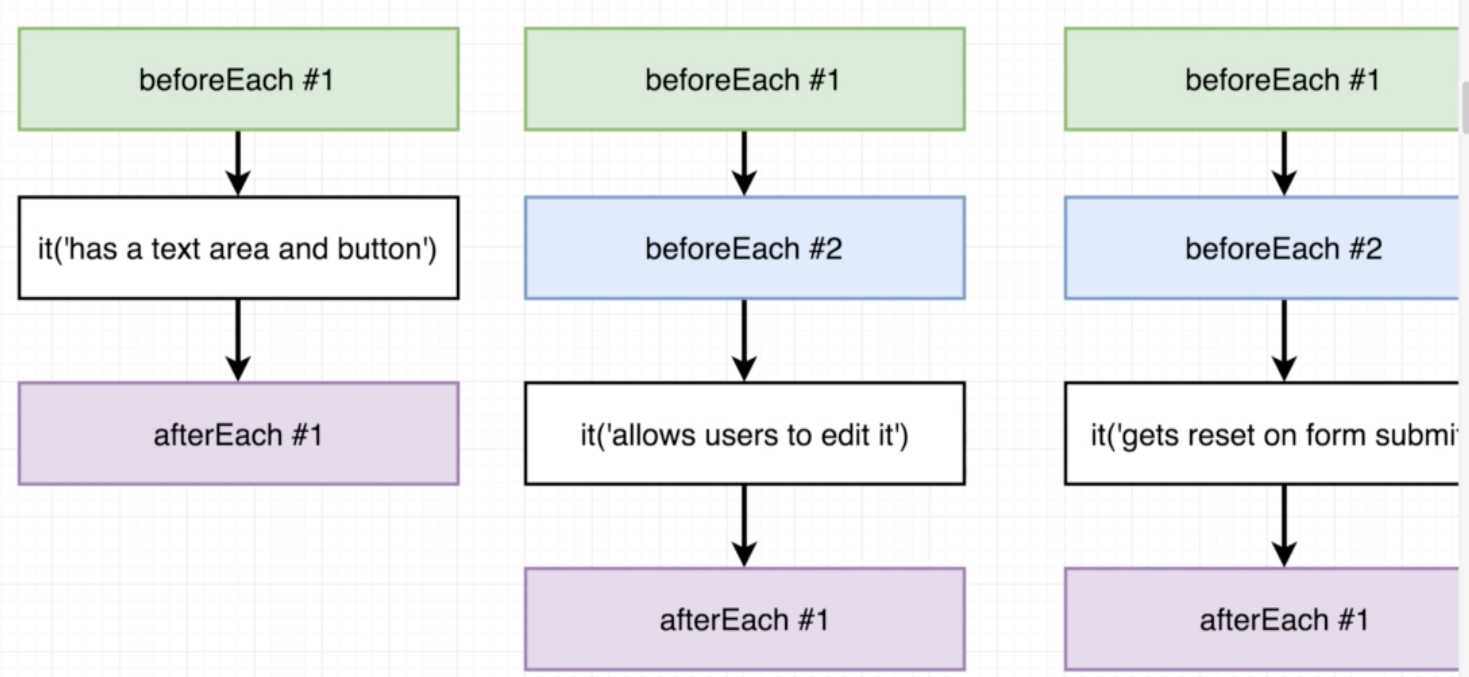 beforeEach #1
it('has a text area and button')
afterEach #1
beforeEach #1
beforeEach #2
it('allows users to edit it')
afterEach #1
beforeEach #1
beforeEach #2
it('gets reset on form submit
afterEach #1